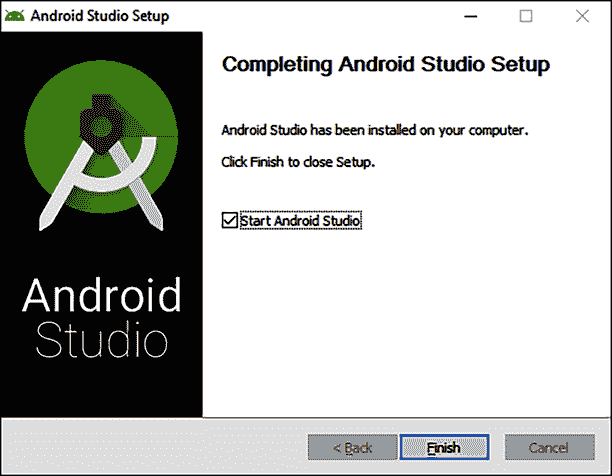 Android Studio Setup
Completing Android Studio Setup
Android Studio has been installed on your computer.
Click Finish to close Setup.
Start Android Studio
Android
Studio
< Back
Finish
Cancel